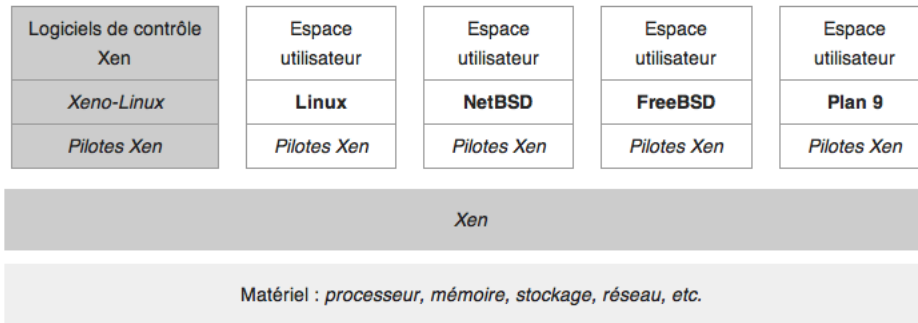 Logiciels de contrôle
Xen
Xeno-Linux
Pilotes Xen
Espace
utilisateur
Linux
Pilotes Xen
Espace
utilisateur
NetBSD
Pilotes Xen
Espace
utilisateur
FreeBSD
Pilotes Xen
Espace
utilisateur
Plan 9
Pilotes Xen
Xen
Matériel : processeur, mémoire, stockage, réseau, etc.